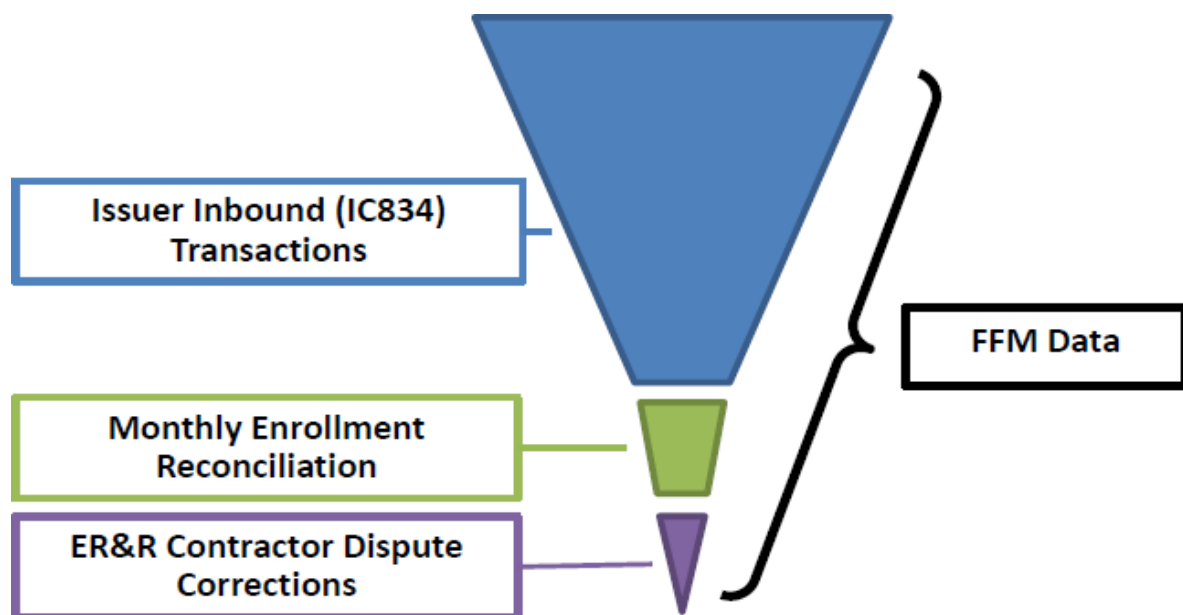 Issuer Inbound (IC834)
Transactions
FFM Data
Monthly Enrollment
Reconciliation
ER&R Contractor Dispute
Corrections